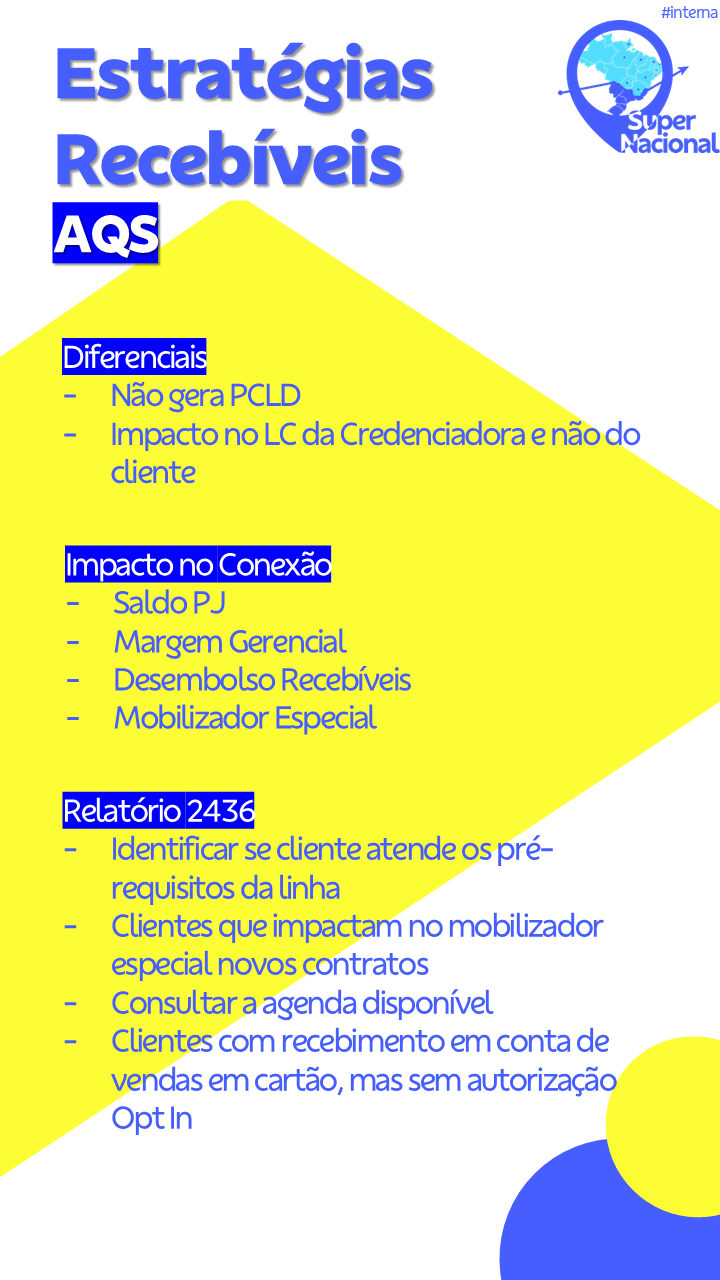 #interna
Estratégias
Recebíveis
Super
Nacional
AQS
Diferenciais
- Não gera PCLD
- Impacto no LC da Credenciadora e não do
cliente
Impacto no Conexão
- Saldo PJ
- Margem Gerencial
- Desembolso Recebíveis
- Mobilizador Especial
Relatório 2436
- Identificar se cliente atende os pré-
requisitos da linha
- Clientes que impactam no mobilizador
especial novos contratos
- Consultar a agenda disponível
- Clientes com recebimento em conta de
vendas em cartão, mas sem autorização
Opt In